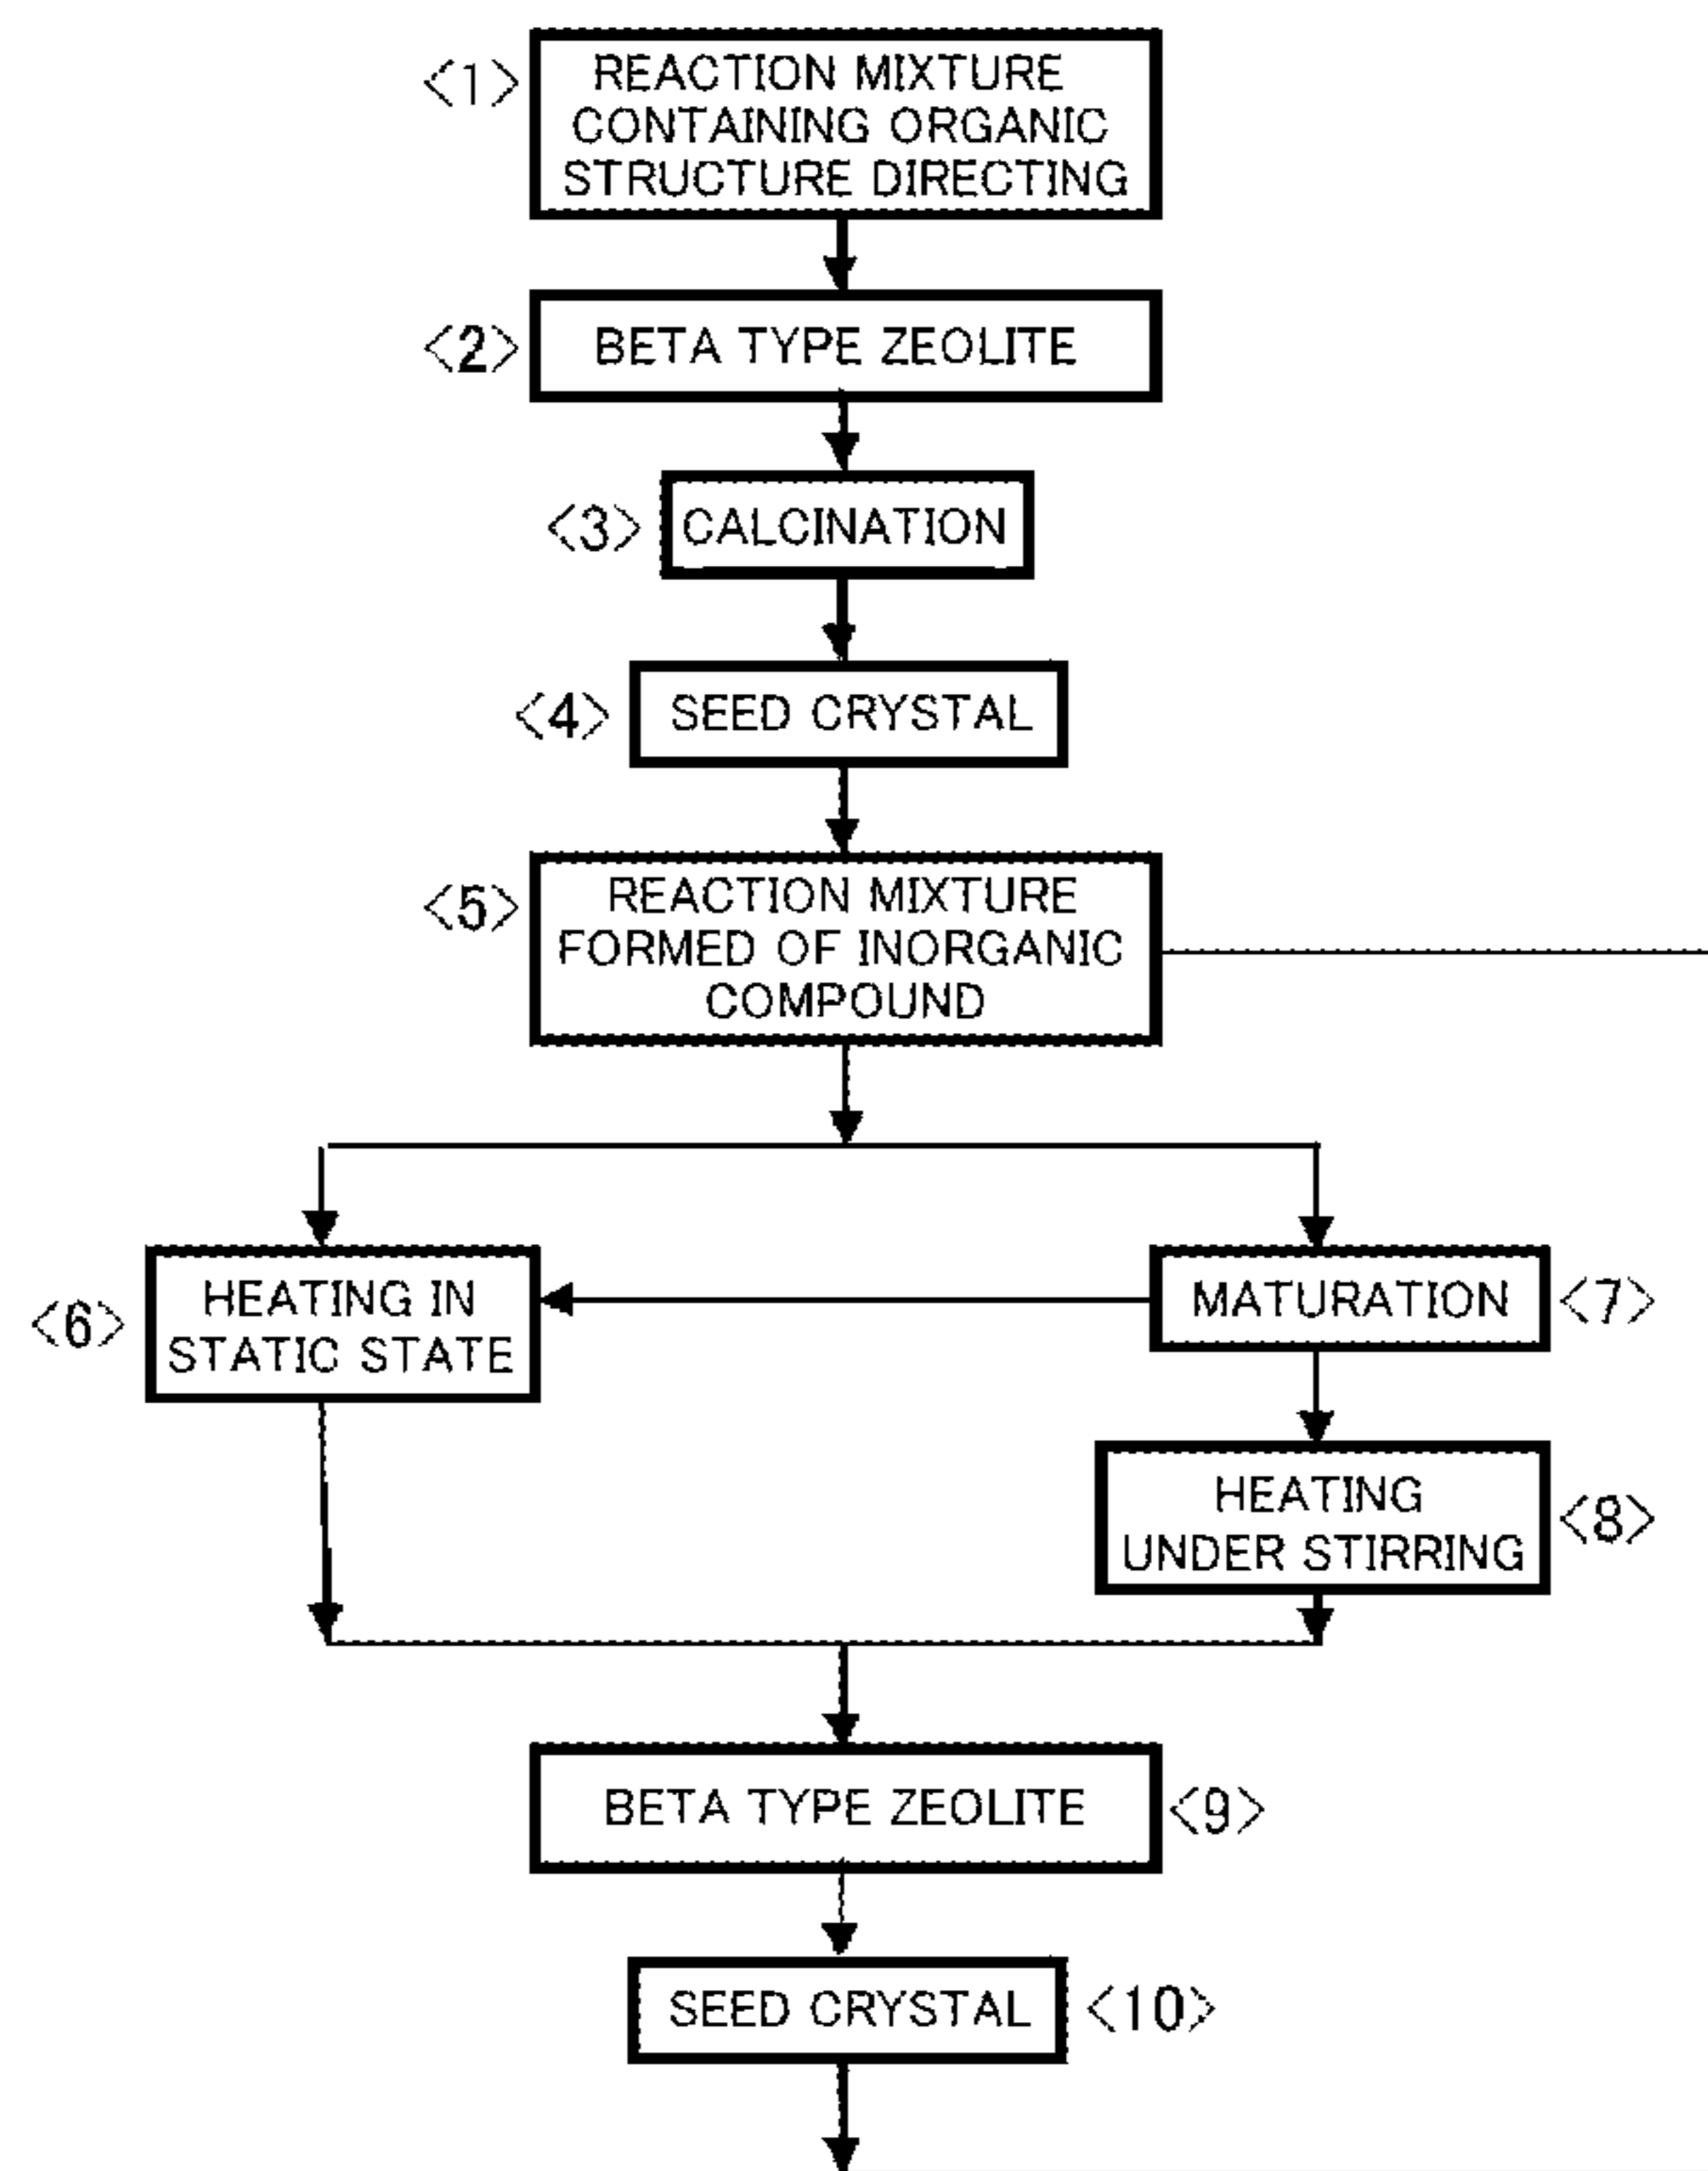 <1>
REACTION MIXTURE
CONTAINING ORGANIC
STRUCTURE DIRECTING
<2>
BETA TYPE ZEOLITE
<3>
CALCINATION
<4>
SEED CRYSTAL
<5>
REACTION MIXTURE
FORMED OF INORGANIC
COMPOUND
<6>
HEATING IN
STATIC STATE
MATURATION
<7>
HEATING
UNDER STIRRING
<8>
BETA TYPE ZEOLITE
<9>
SEED CRYSTAL
<10>